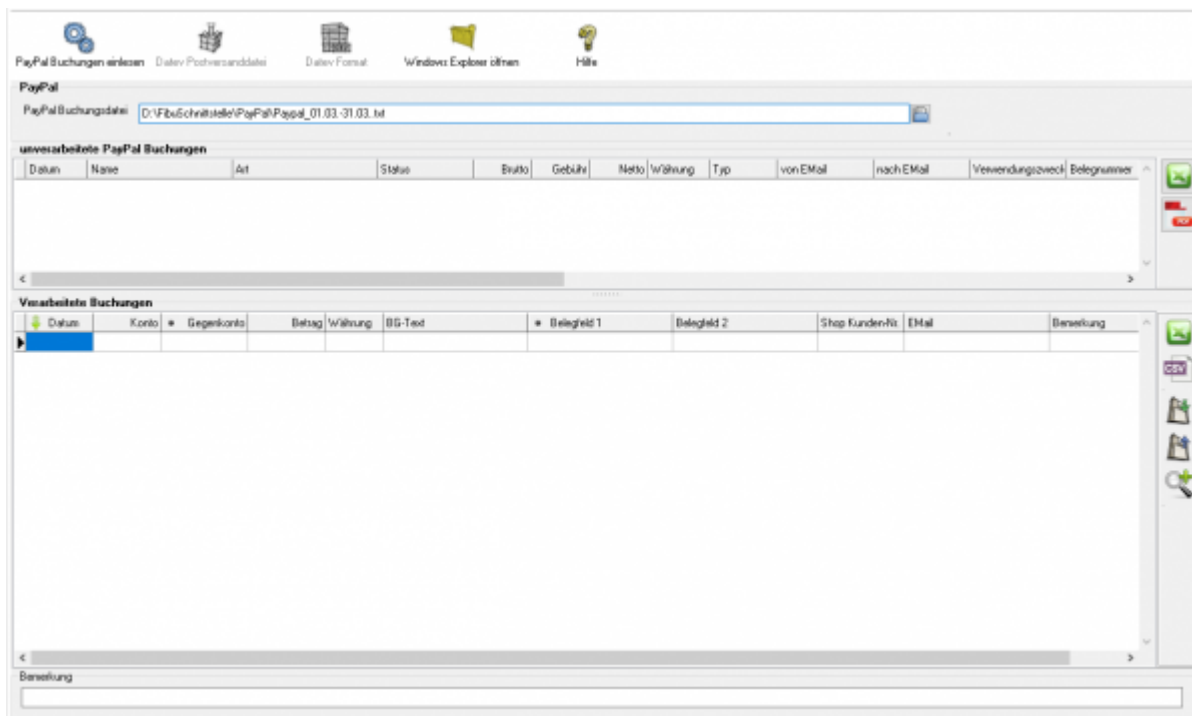 PayPal Buchungen einlesen Datev Postversanddatei Datev Format Windows Explorer öffnen Hilfe
PayPal
PayPal Buchungsdatei D:\FibuSchnittstelle\PayPal\Paypal_01.03.-31.03..txt
unverarbeitete PayPal Buchungen
Datum Name Art Status Brutto Gebühr Netto Währung Typ von EMail nach EMail Verwendungszweck Belegnummer
PDF
Verarbeitete Buchungen
Datum Konto * Gegenkonto Betrag Währung BG-Text * Belegfeld 1 Belegfeld 2 Shop Kunden-Nr. EMail Bemerkung
CSV
Bemerkung